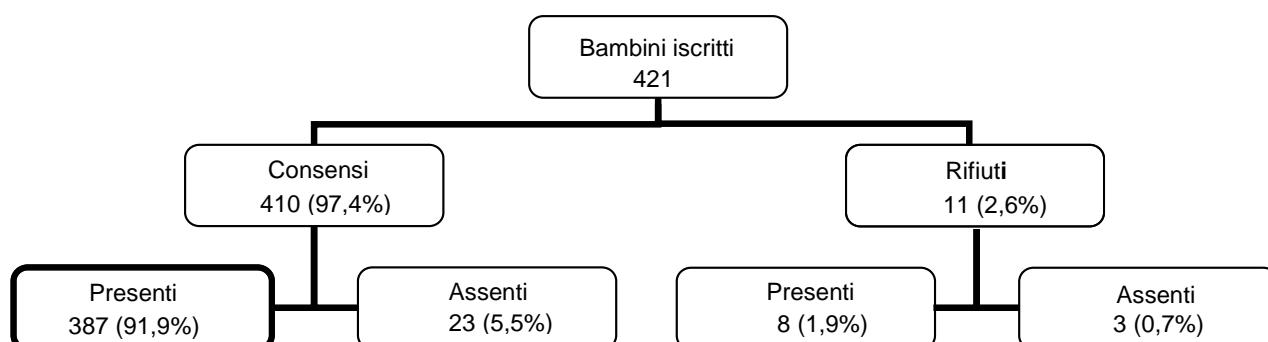 Bambini iscritti
421
Consensi
410 (97,4%)
Rifiuti
11 (2,6%)
Presenti
387 (91,9%)
Assenti
23 (5,5%)
Presenti
8 (1,9%)
Assenti
3 (0,7%)